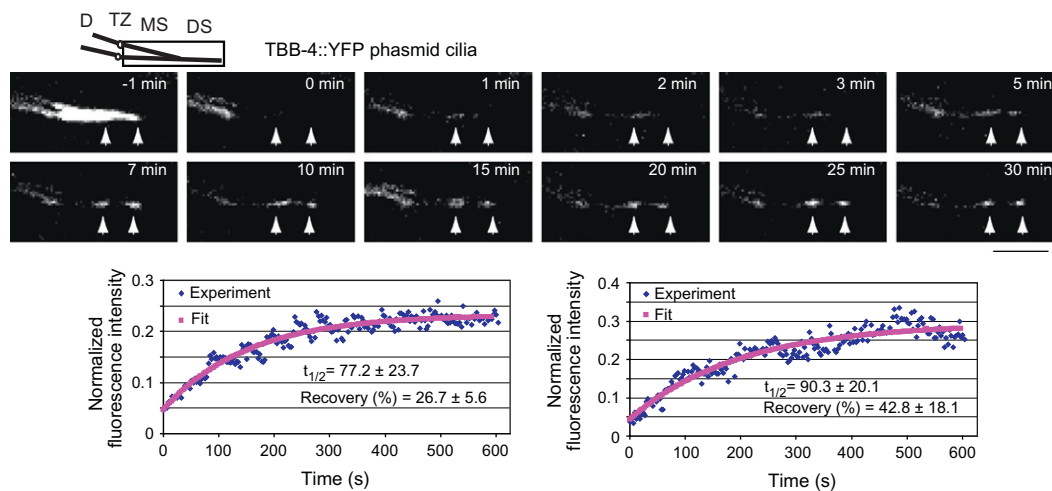 D TZ MS DS
TBB-4::YFP phasmid cilia
-1 min 0 min 1 min 2 min 3 min 5 min
7 min 10 min 15 min 20 min 25 min 30 min
Normalized
fluorescence intensity
0.3
0.2
0.1
0
Experiment
Fit
t1/2= 77.2 ± 23.7
Recovery (%) = 26.7 ± 5.6
0 100 200 300 400 500 600
Time (s)
Normalized
fluorescence intensity
0.4
0.3
0.2
0.1
0
Experiment
Fit
t1/2= 90.3 ± 20.1
Recovery (%) = 42.8 ± 18.1
0 100 200 300 400 500 600
Time (s)